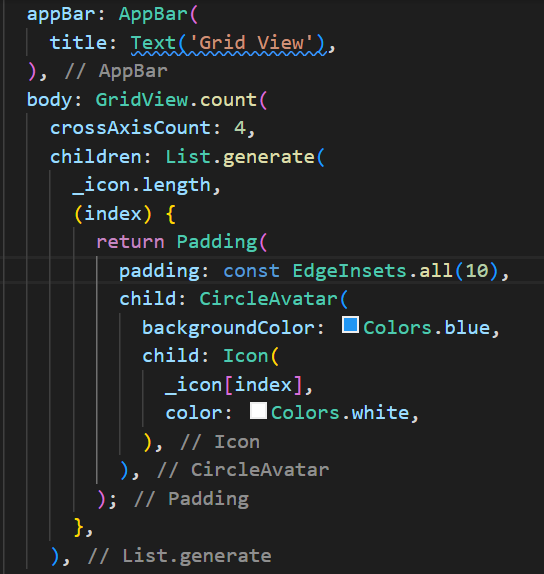 appBar: AppBar(
  title: Text('Grid View'),
), // AppBar
body: GridView.count(
  crossAxisCount: 4,
  children: List.generate(
    _icon.length,
    (index) {
      return Padding(
        padding: const EdgeInsets.all(10),
        child: CircleAvatar(
          backgroundColor: Colors.blue,
          child: Icon(
            _icon[index],
            color: Colors.white,
          ), // Icon
        ), // CircleAvatar
      ); // Padding
    },
  ), // List.generate